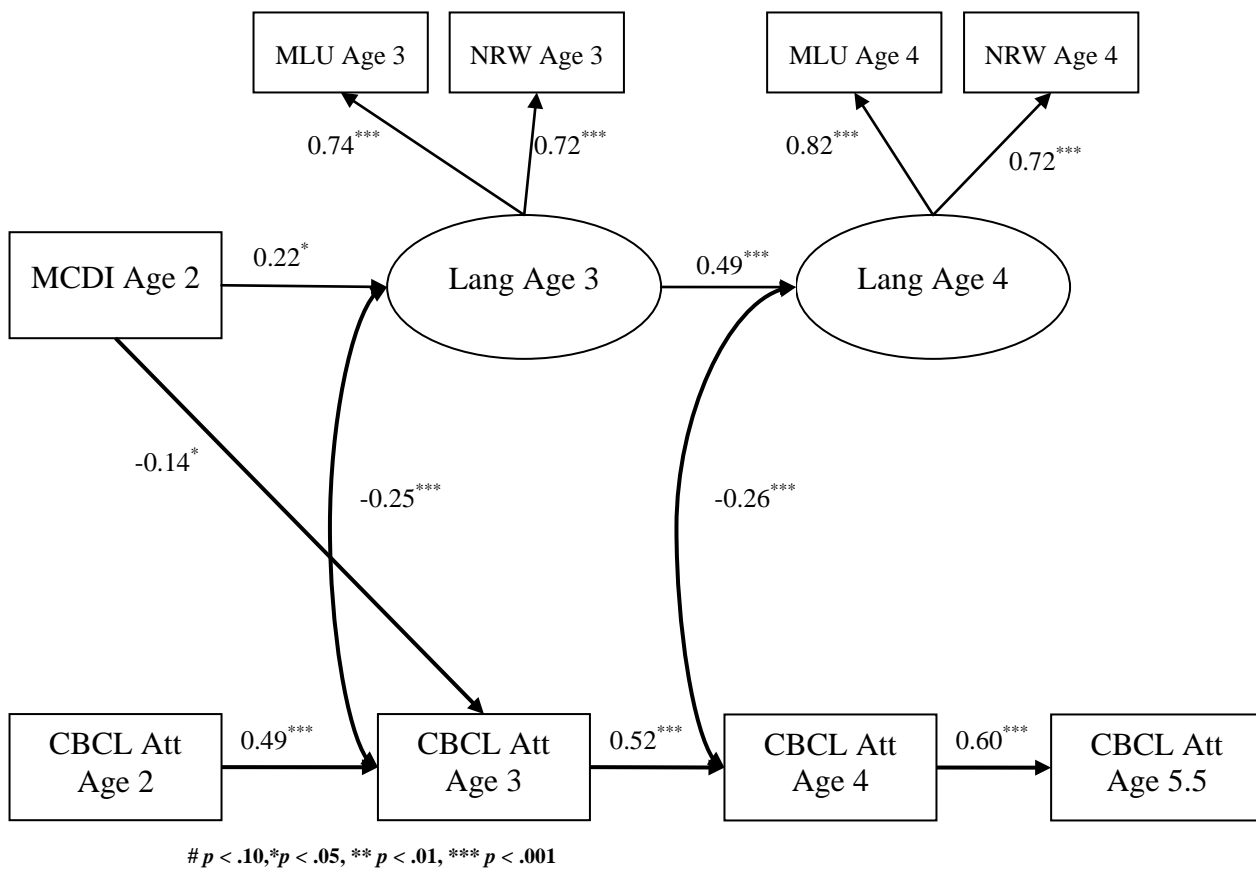 MLU Age 3
NRW Age 3
MLU Age 4
NRW Age 4
0.74***
0.72***
0.82***
0.72***
MCDI Age 2
0.22*
Lang Age 3
0.49***
Lang Age 4
-0.14*
-0.25***
-0.26***
CBCL Att
Age 2
0.49***
CBCL Att
Age 3
0.52***
CBCL Att
Age 4
0.60***
CBCL Att
Age 5.5
# p < .10,*p < .05, ** p < .01, *** p < .001